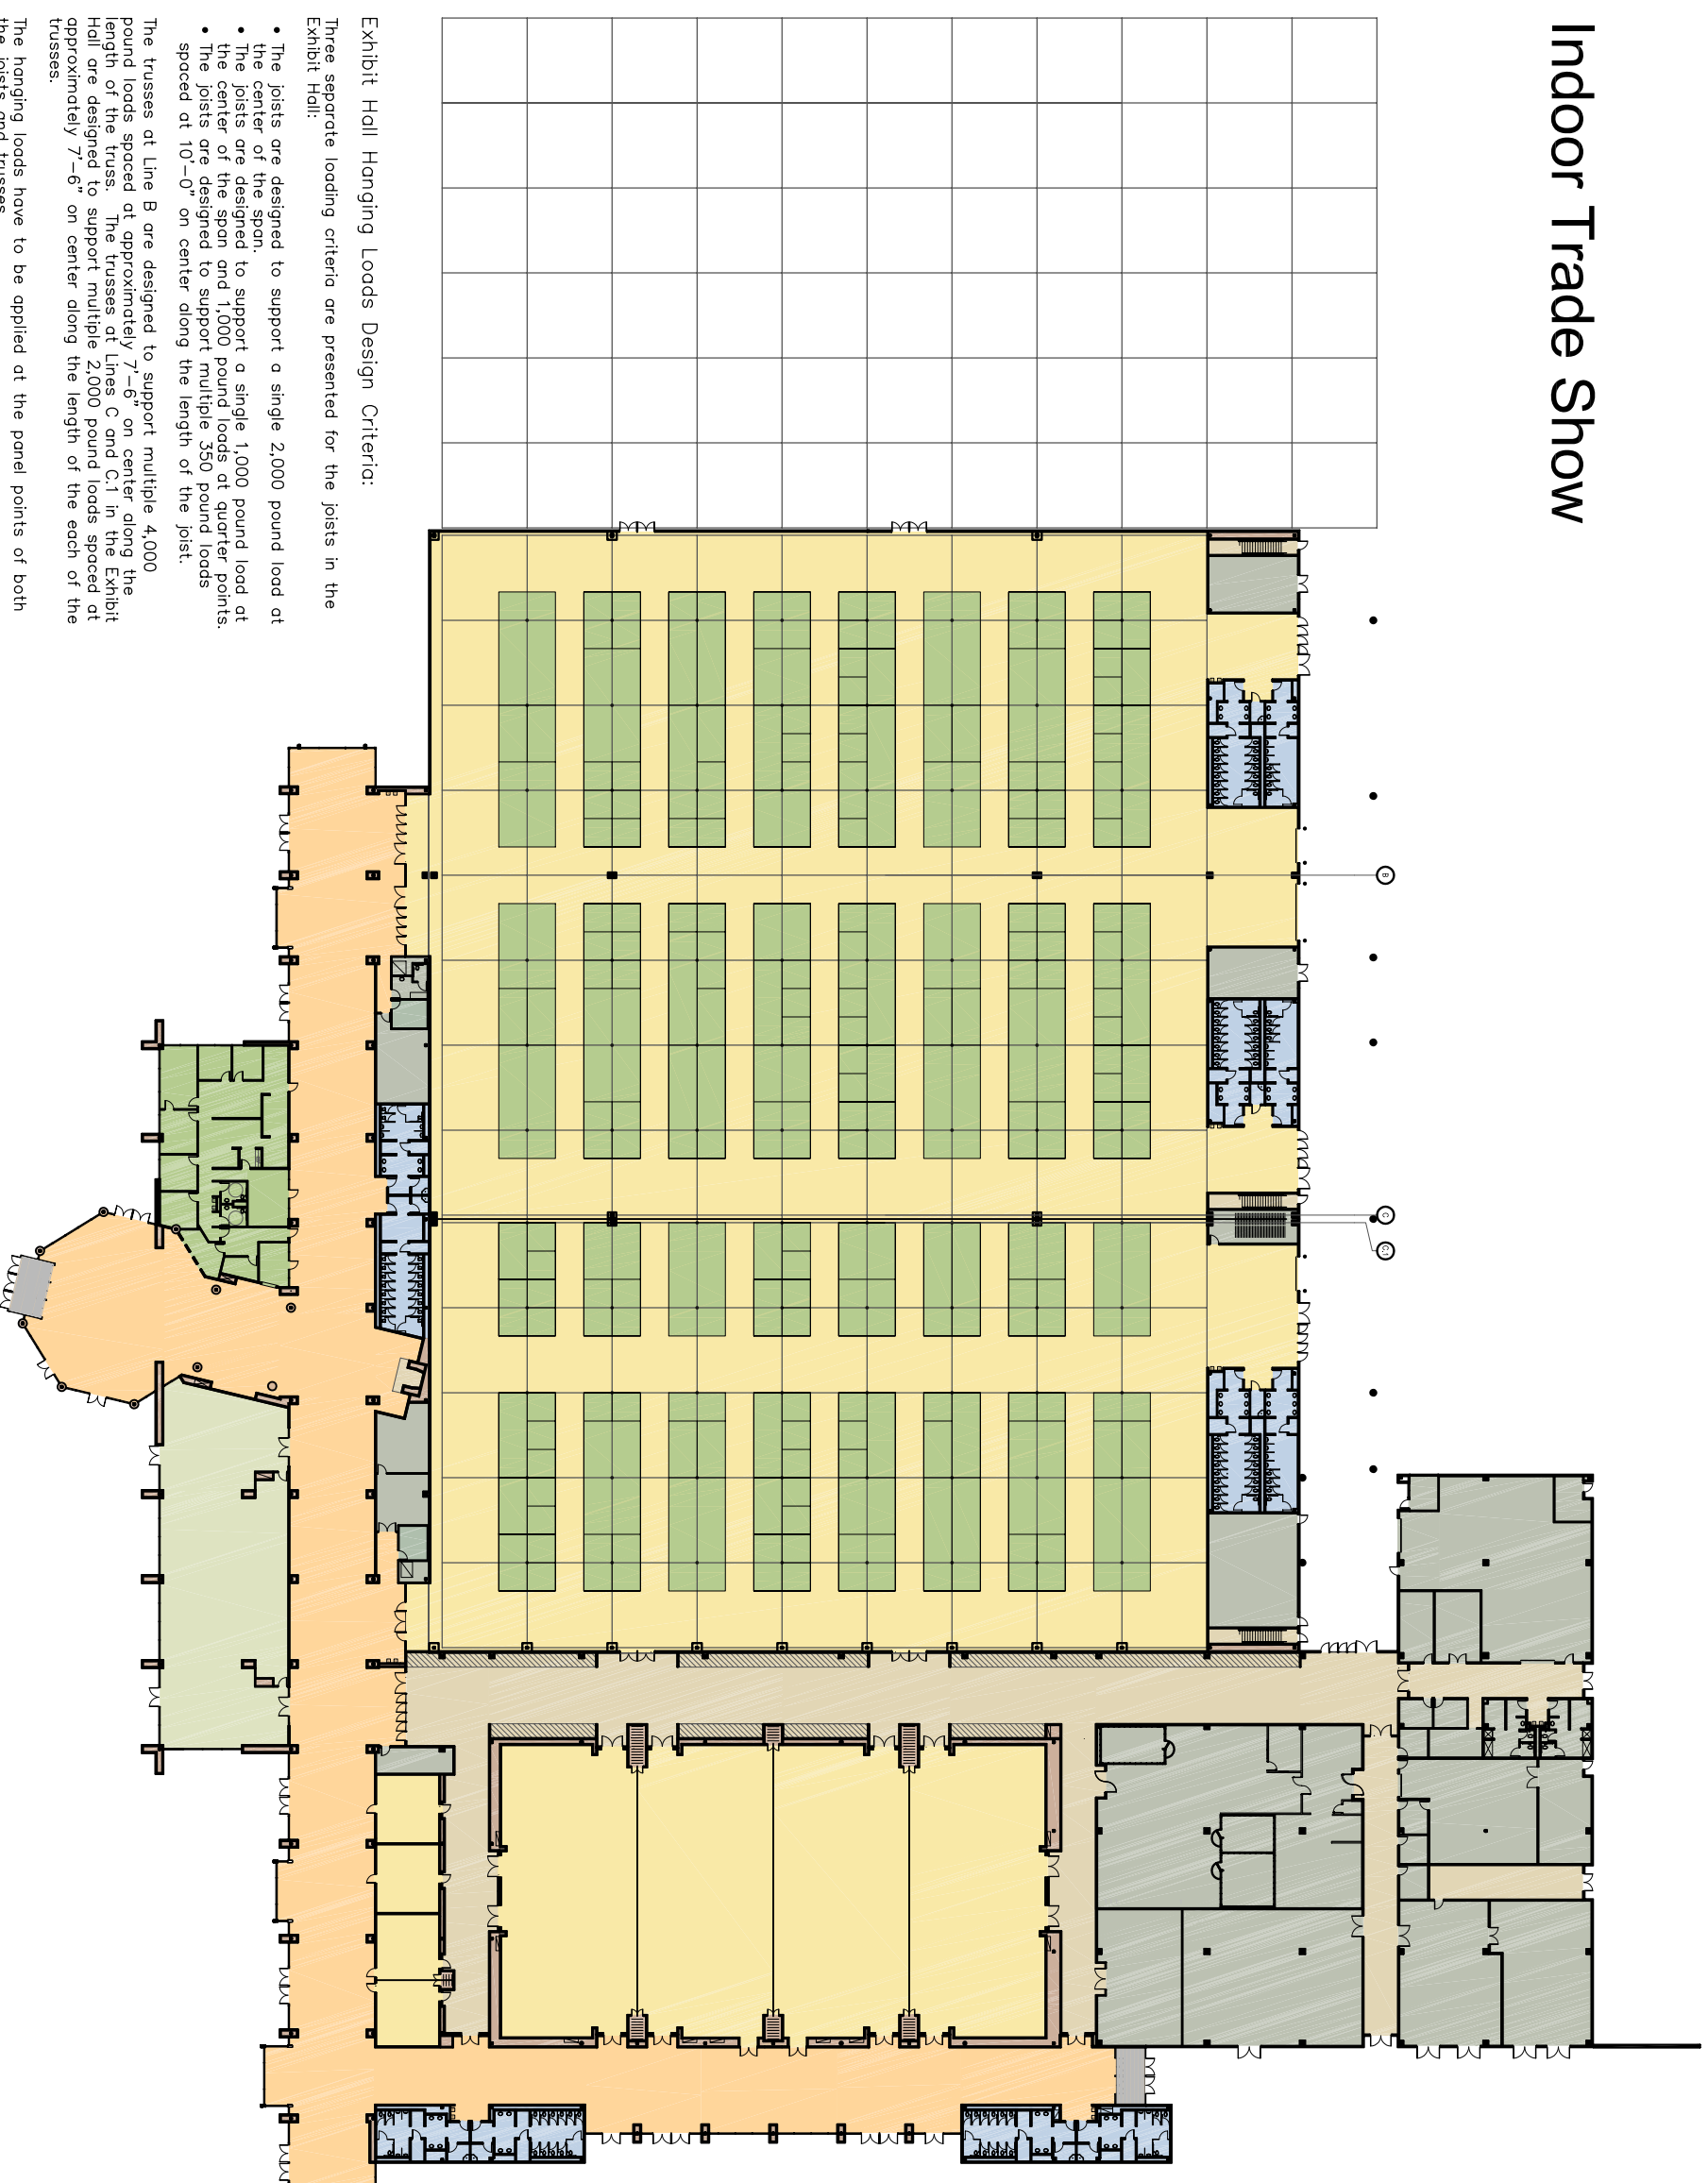 Indoor Trade Show
Exhibit Hall Hanging Loads Design Criteria:
Three separate loading criteria are presented for the joists in the
Exhibit Hall:
• The joists are designed to support a single 2,000 pound load at
the center of the span.
• The joists are designed to support a single 1,000 pound load at
the center of the span and 1,000 pound loads at quarter points.
• The joists are designed to support multiple 350 pound loads
spaced at 10'-0" on center along the length of the joist.
The trusses at Line B are designed to support multiple 4,000
pound loads spaced at approximately 7'-6" on center along the
length of the truss. The trusses at Lines C and C.1 in the Exhibit
Hall are designed to support multiple 2,000 pound loads spaced at
approximately 7'-6" on center along the length of the each of the
trusses.
The hanging loads have to be applied at the panel points of both
the joists and trusses.
B
C
C.1